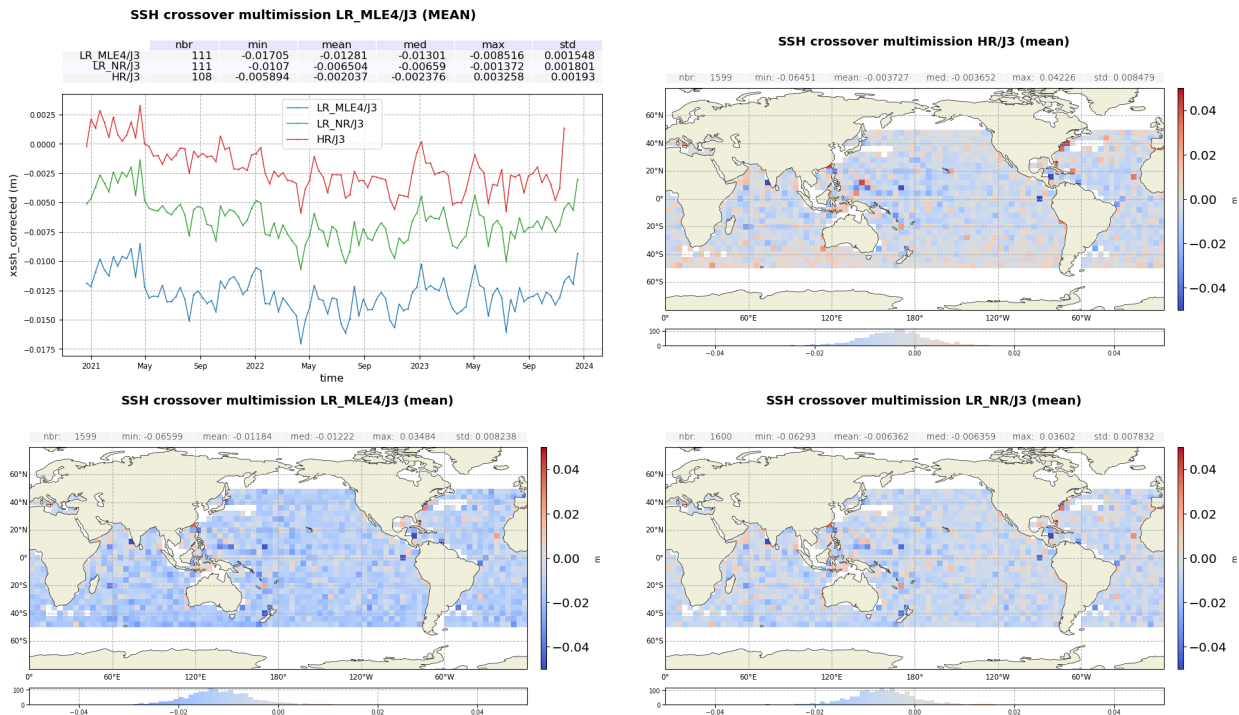 SSH crossover multimission LR_MLE4/J3 (MEAN)
nbr min mean med max std
LR_MLE4/J3 111 -0.01705 -0.01281 -0.01301 -0.008516 0.001548
LR_NR/J3 111 -0.0107 -0.006504 -0.00659 -0.001372 0.001801
HR/J3 108 -0.005894 -0.002037 -0.002376 0.003258 0.00193
LR_MLE4/J3
LR_NR/J3
HR/J3
xssh_corrected (m)
0.0025
0.0000
−0.0025
−0.0050
−0.0075
−0.0100
−0.0125
−0.0150
−0.0175
2021 May Sep 2022 May Sep 2023 May Sep 2024
time
SSH crossover multimission HR/J3 (mean)
nbr: 1599 min: -0.06451 mean: -0.003727 med: -0.003652 max: 0.04226 std: 0.008479
60°N
40°N
20°N
0°
20°S
40°S
60°S
0° 60°E 120°E 180° 120°W 60°W
0.04
0.02
0.00
−0.02
−0.04
m
100
0
−0.04 −0.02 0.00 0.02 0.04
SSH crossover multimission LR_MLE4/J3 (mean)
nbr: 1599 min: -0.06599 mean: -0.01184 med: -0.01222 max: 0.03484 std: 0.008238
60°N
40°N
20°N
0°
20°S
40°S
60°S
0° 60°E 120°E 180° 120°W 60°W
0.04
0.02
0.00
−0.02
−0.04
m
100
0
−0.04 −0.02 0.00 0.02 0.04
SSH crossover multimission LR_NR/J3 (mean)
nbr: 1600 min: -0.06293 mean: -0.006362 med: -0.006359 max: 0.03602 std: 0.007832
60°N
40°N
20°N
0°
20°S
40°S
60°S
0° 60°E 120°E 180° 120°W 60°W
0.04
0.02
0.00
−0.02
−0.04
m
100
0
−0.04 −0.02 0.00 0.02 0.04